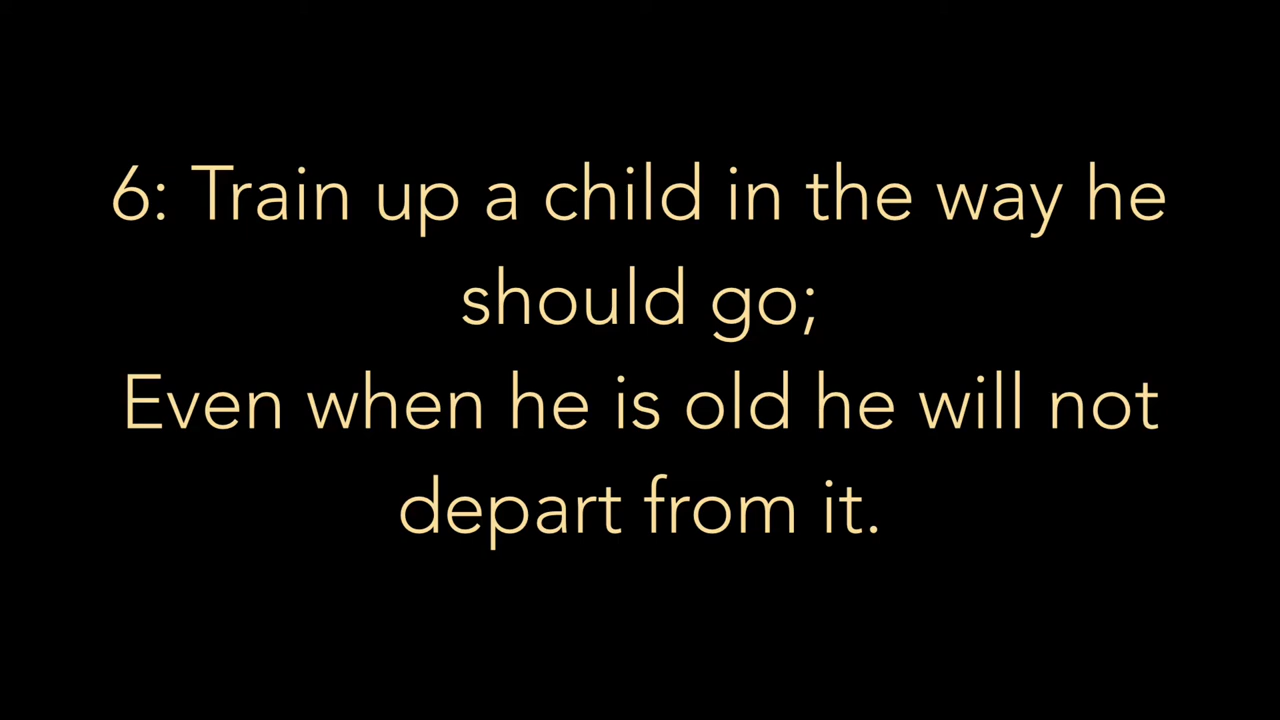 6: Train up a child in the way he
should go;
Even when he is old he will not
depart from it.